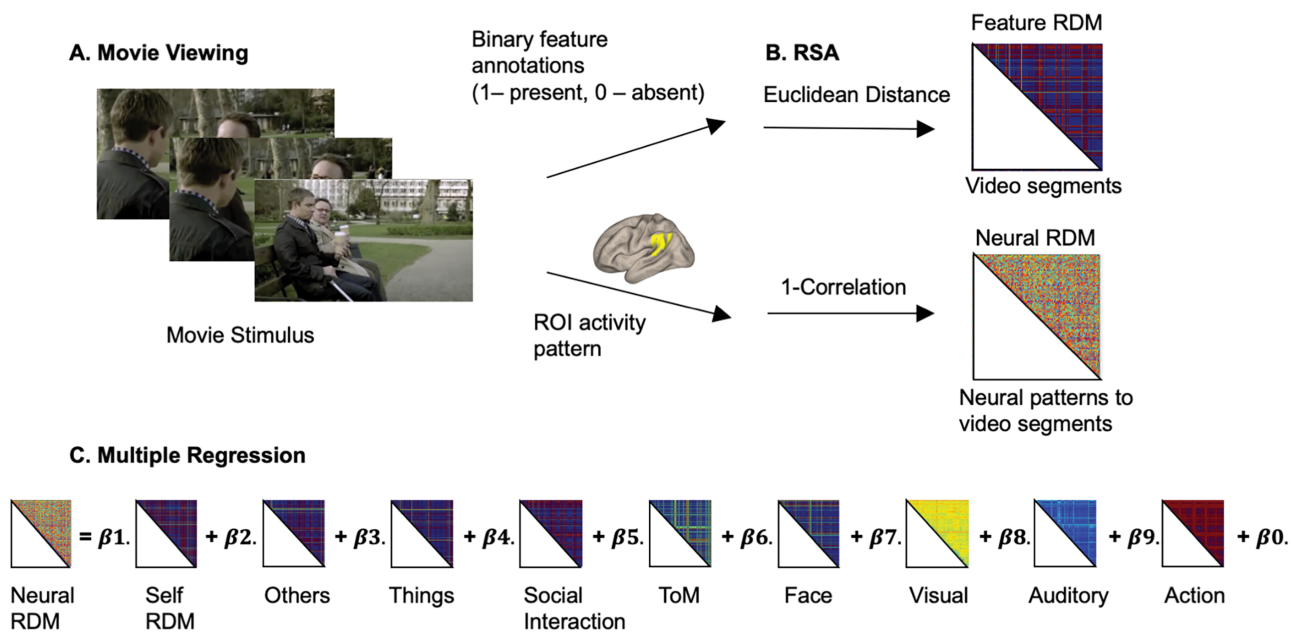 A. Movie Viewing
Movie Stimulus
Binary feature
annotations
(1– present, 0 – absent)
ROI activity
pattern
B. RSA
Euclidean Distance
Feature RDM
Video segments
1-Correlation
Neural RDM
Neural patterns to
video segments
C. Multiple Regression
= β1. + β2. + β3. + β4. + β5. + β6. + β7. + β8. + β9. + β0.
Neural
RDM
Self
RDM
Others
Things
Social
Interaction
ToM
Face
Visual
Auditory
Action